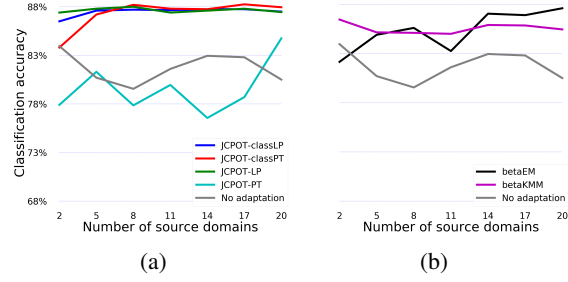 88%
83%
78%
73%
68%
Classification accuracy
JCPOT-classLP
JCPOT-classPT
JCPOT-LP
JCPOT-PT
No adaptation
2 5 8 11 14 17 20
Number of source domains
(a)
betaEM
betaKMM
No adaptation
2 5 8 11 14 17 20
Number of source domains
(b)